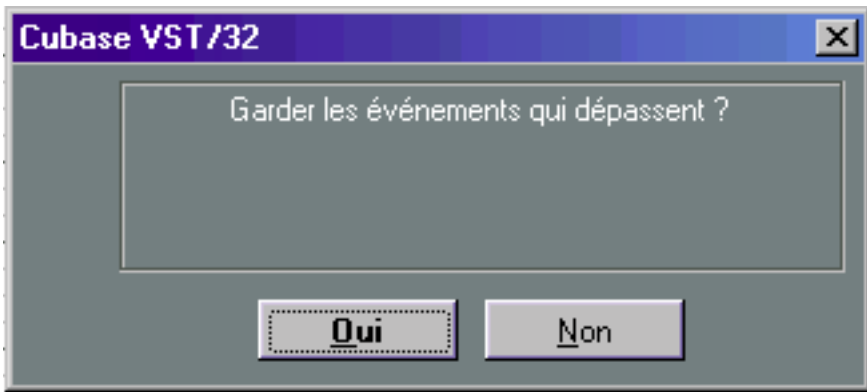 Cubase VST/32
Garder les événements qui dépassent ?
Oui
Non